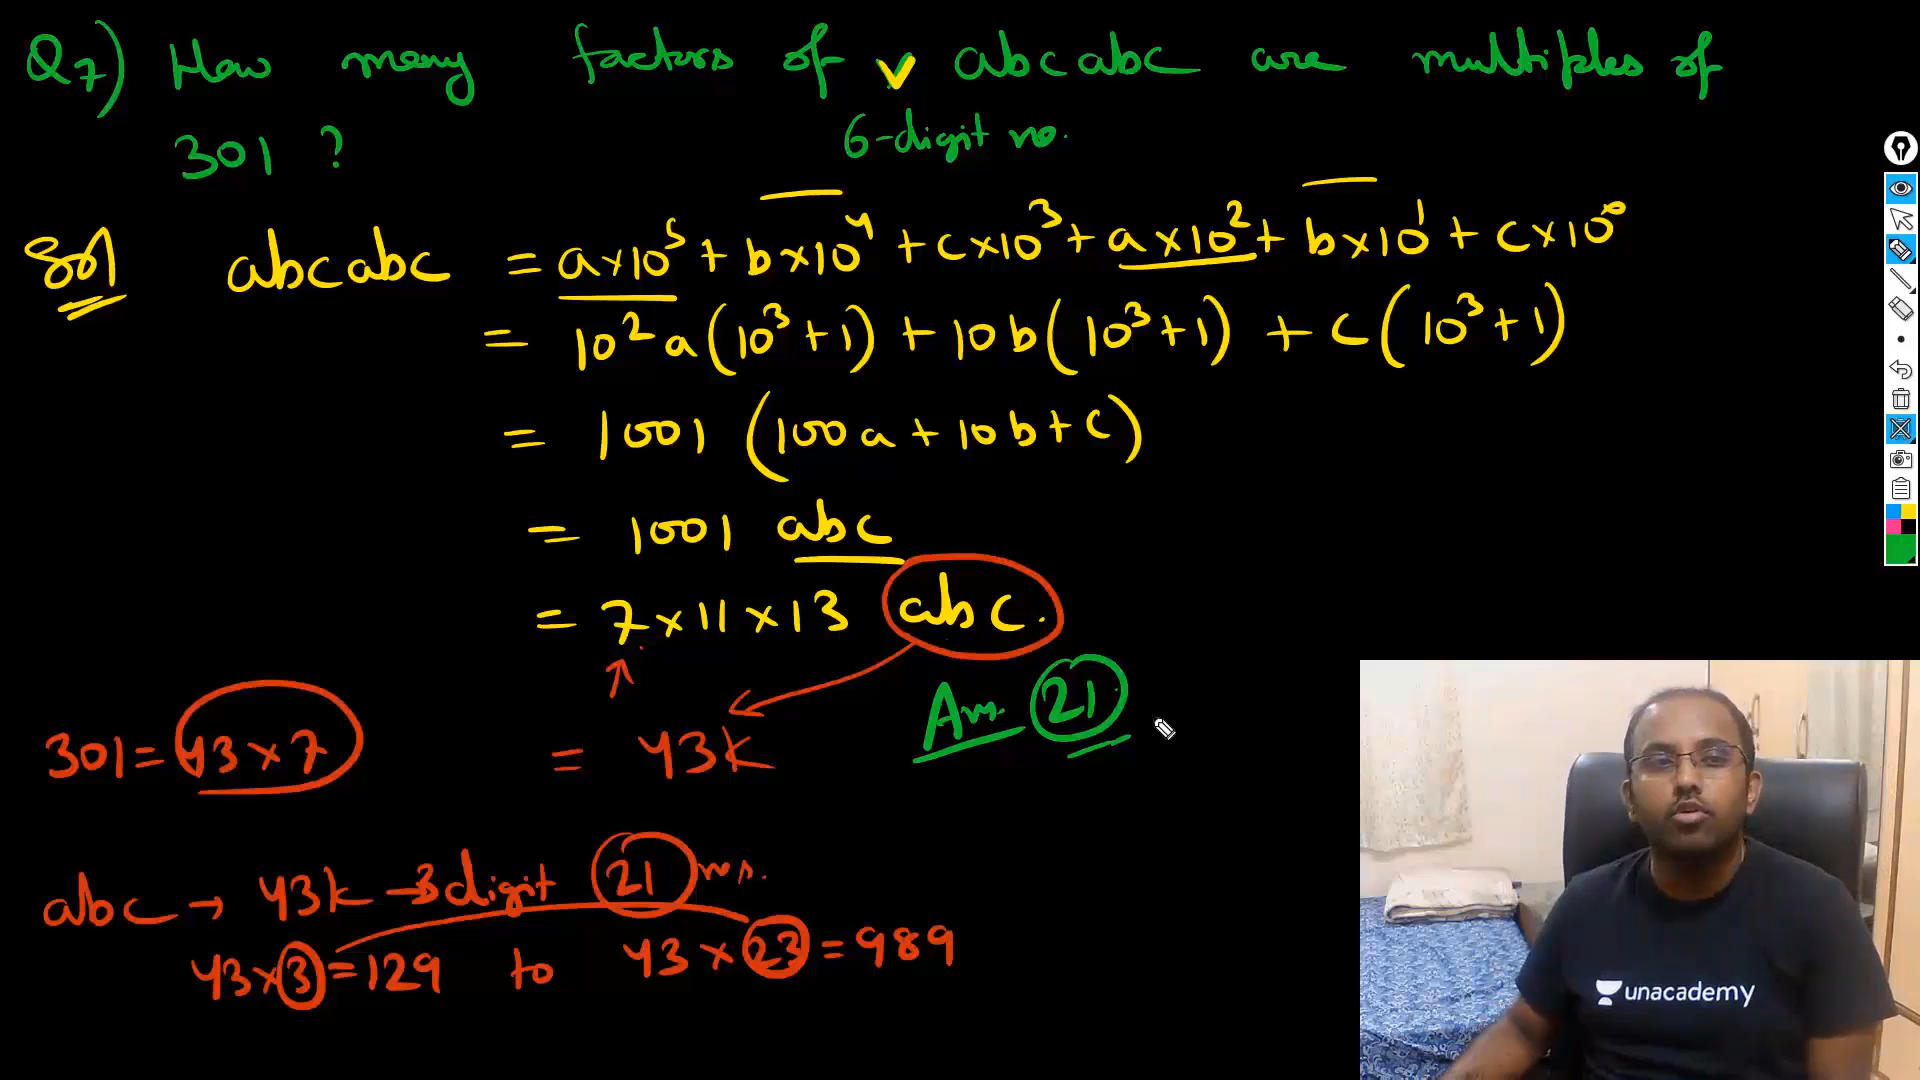 Q7) How many factors of abcabc are multiples of
6-digit no.
301 ?
Sol abcabc = a×10⁵ + b×10⁴ + c×10³ + a×10² + b×10¹ + c×10⁰
= 10²a(10³+1) + 10b(10³+1) + c(10³+1)
= 1001 (100a + 10b + c)
= 1001 abc
= 7×11×13 abc.
Ans. 21
301 = 43×7
= 43k
abc → 43k → 3 digit 21 nos.
43×3 = 129 to 43×23 = 989
unacademy